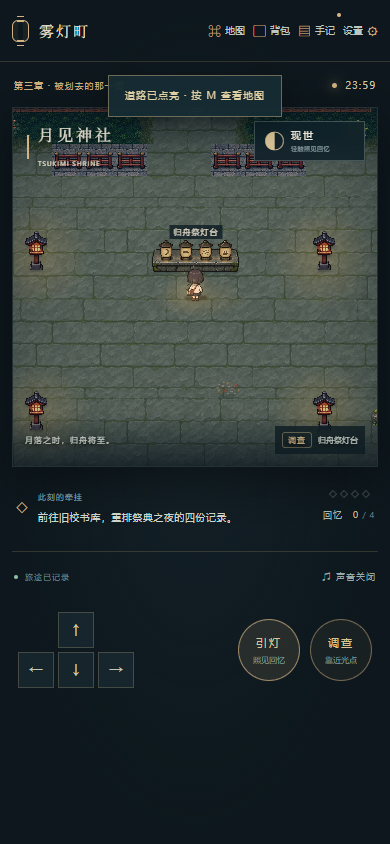 雾灯町
地图
背包
手记
设置
第三章 · 被划去的那一
23:59
道路已点亮 · 按 M 查看地图
月见神社
TSUKIMI SHRINE
现世
轻触照见回忆
归舟祭灯台
月落之时，归舟将至。
调查 归舟祭灯台
此刻的牵挂
前往旧校书库，重排祭典之夜的四份记录。
回忆 0 / 4
旅途已记录
声音关闭
↑
← ↓ →
引灯
照见回忆
调查
靠近光点